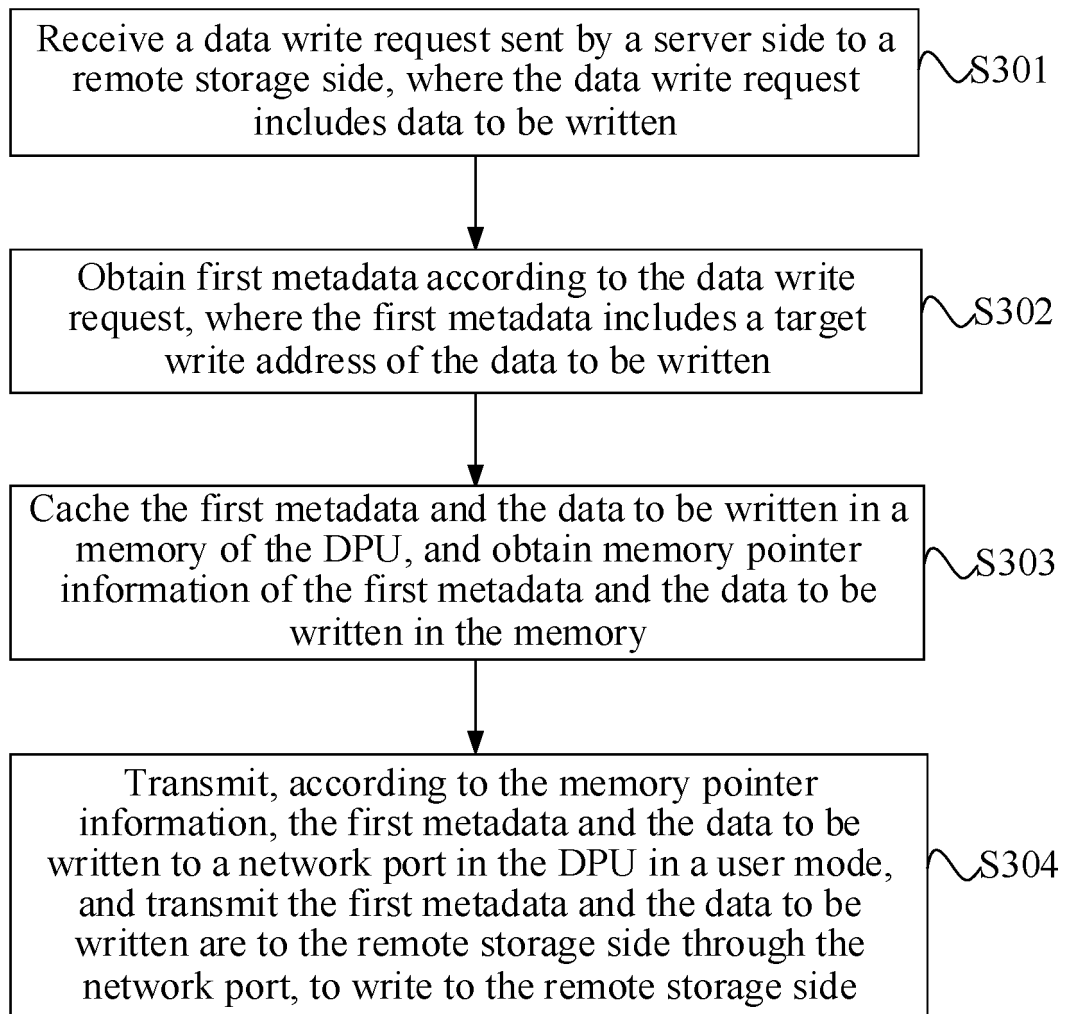 Receive a data write request sent by a server side to a
remote storage side, where the data write request
includes data to be written
S301
Obtain first metadata according to the data write
request, where the first metadata includes a target
write address of the data to be written
S302
Cache the first metadata and the data to be written in a
memory of the DPU, and obtain memory pointer
information of the first metadata and the data to be
written in the memory
S303
Transmit, according to the memory pointer
information, the first metadata and the data to be
written to a network port in the DPU in a user mode,
and transmit the first metadata and the data to be
written are to the remote storage side through the
network port, to write to the remote storage side
S304